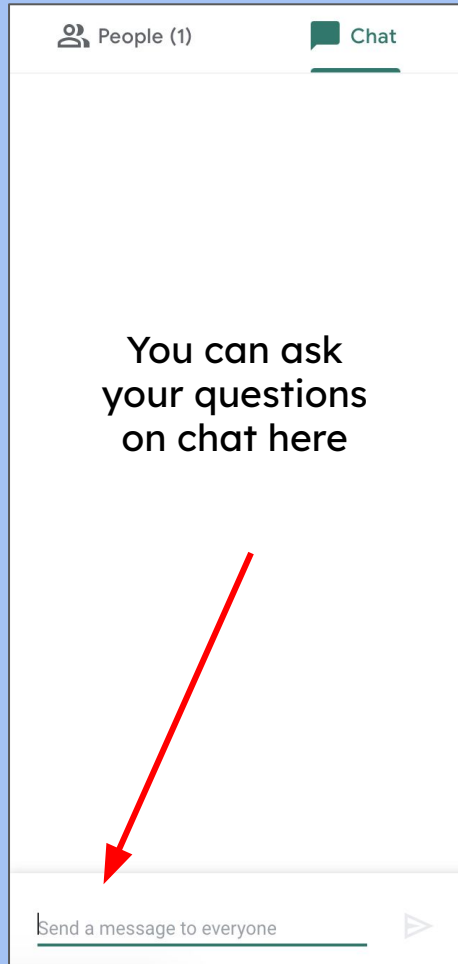 People (1)
Chat
You can ask
your questions
on chat here
Send a message to everyone